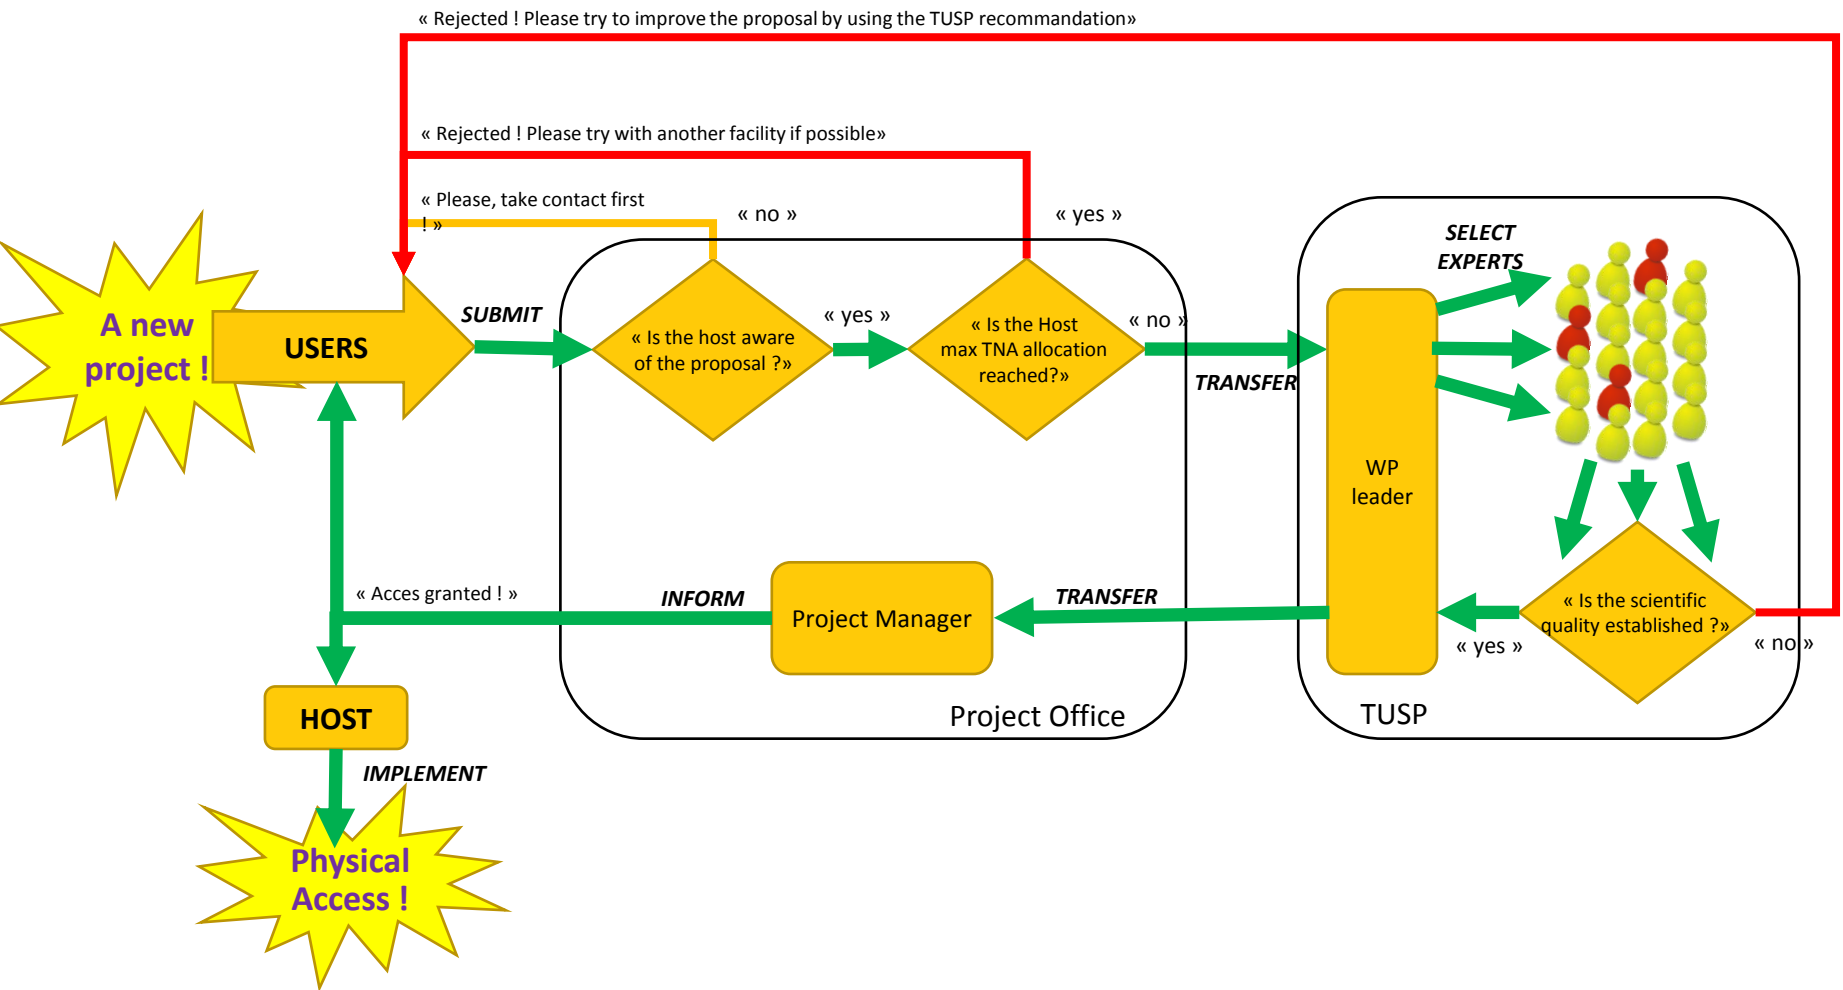 « Rejected ! Please try to improve the proposal by using the TUSP recommandation»
« Rejected ! Please try with another facility if possible»
« Please, take contact first
! »
« no »
« yes »
A new
project !
USERS
SUBMIT
« Is the host aware
of the proposal ?»
« yes »
« Is the Host
max TNA allocation
reached?»
« no »
TRANSFER
SELECT
EXPERTS
WP
leader
« Is the scientific
quality established ?»
« yes »
« no »
TUSP
TRANSFER
Project Manager
Project Office
INFORM
« Acces granted ! »
HOST
IMPLEMENT
Physical
Access !